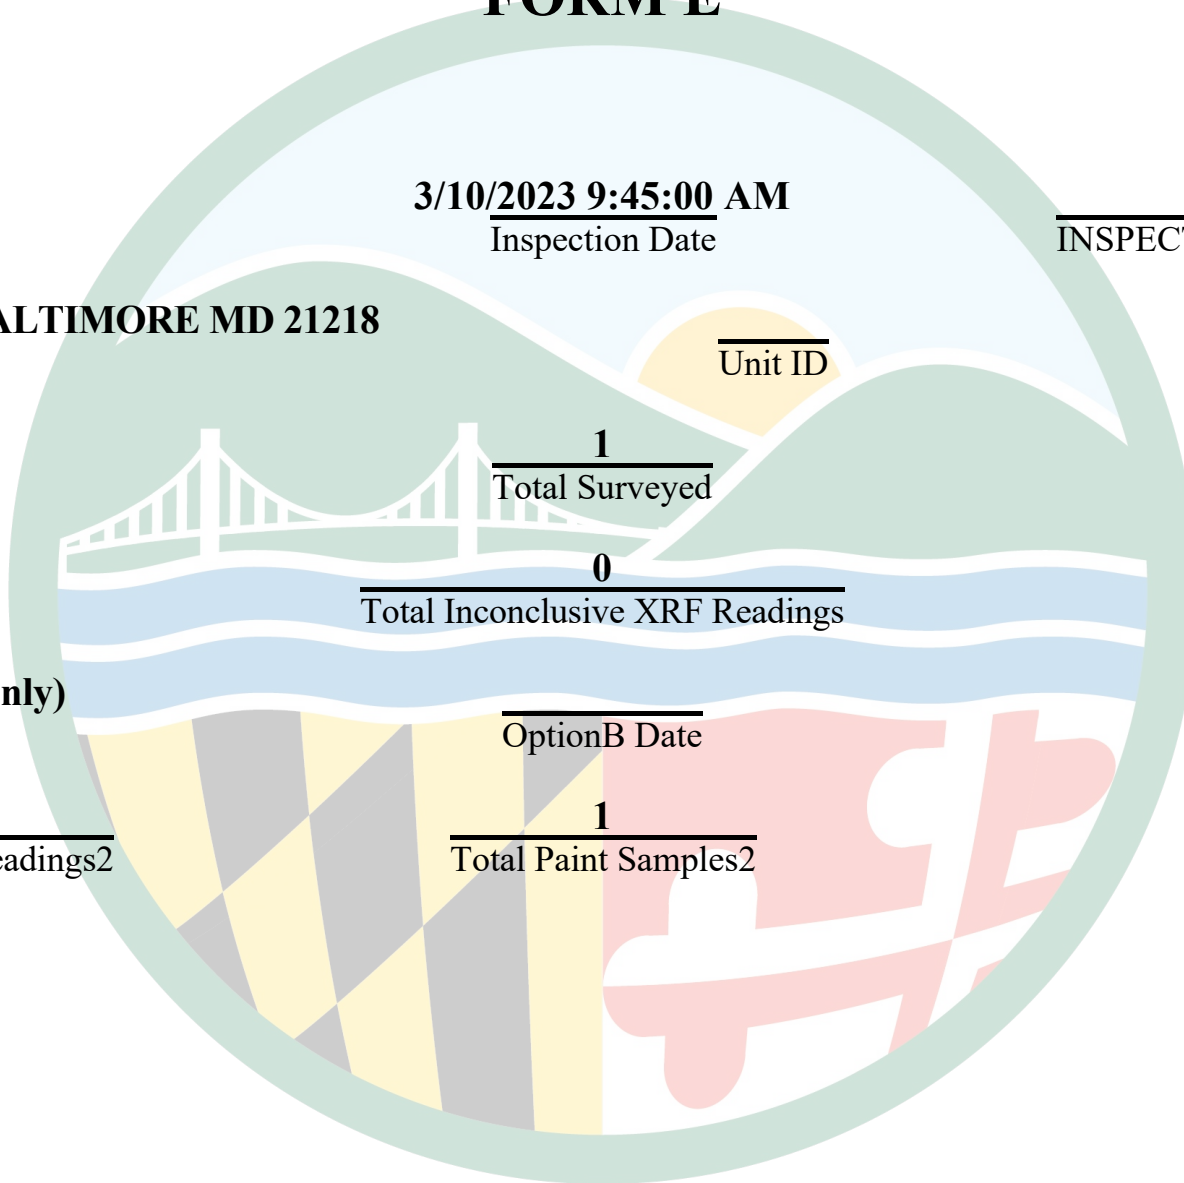 FORM E
3/10/2023 9:45:00 AM
Inspection Date
INSPECT
ALTIMORE MD 21218
Unit ID
1
Total Surveyed
0
Total Inconclusive XRF Readings
nly)
OptionB Date
1
eadings2
Total Paint Samples2